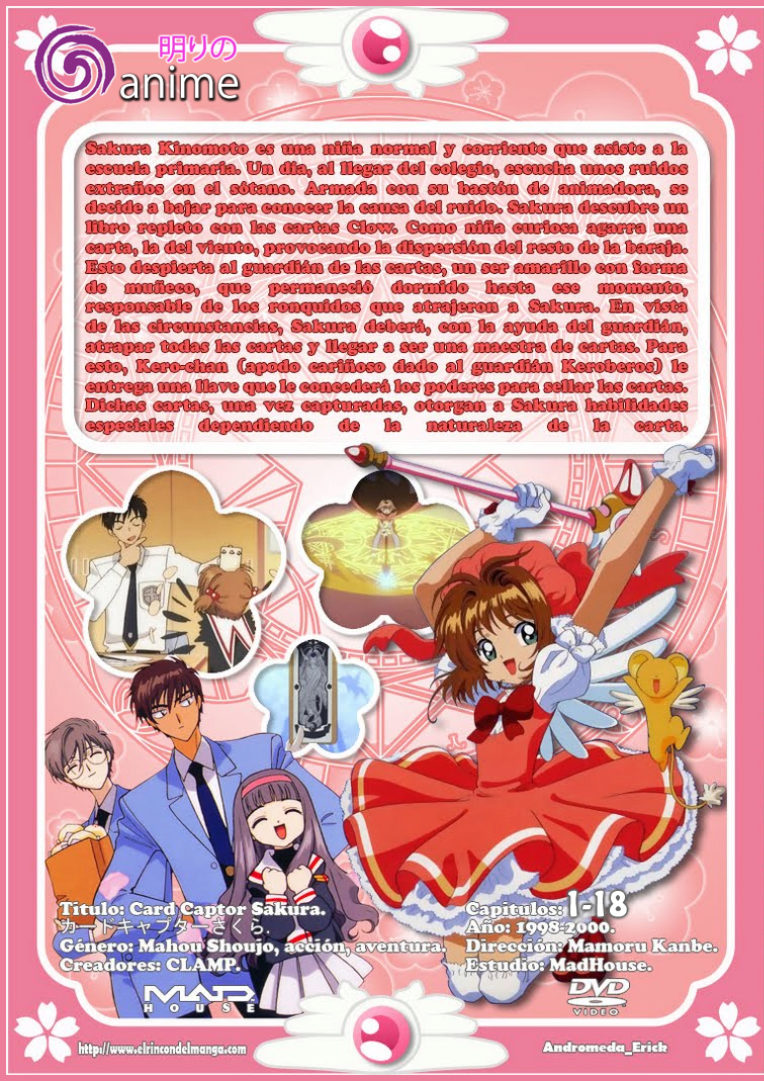 明りの
anime
Sakura Kinomoto es una niña normal y corriente que asiste a la
escuela primaria. Un día, al llegar del colegio, escucha unos ruidos
extraños en el sótano. Armada con su bastón de animadora, se
decide a bajar para conocer la causa del ruido. Sakura descubre un
libro repleto con las cartas Clow. Como niña curiosa agarra una
carta, la del viento, provocando la dispersión del resto de la baraja.
Esto despierta al guardián de las cartas, un ser amarillo con forma
de muñeco, que permaneció dormido hasta ese momento,
responsable de los ronquidos que atrajeron a Sakura. En vista
de las circunstancias, Sakura deberá, con la ayuda del guardián,
atrapar todas las cartas y llegar a ser una maestra de cartas. Para
esto, Kero-chan (apodo cariñoso dado al guardián Keroberos) le
entrega una llave que le concederá los poderes para sellar las cartas.
Dichas cartas, una vez capturadas, otorgan a Sakura habilidades
especiales dependiendo de la naturaleza de la carta.
Titulo: Card Captor Sakura.
カードキャプターさくら.
Género: Mahou Shoujo, acción, aventura.
Creadores: CLAMP.
Capitulos: 1-18
Año: 1998-2000.
Dirección: Mamoru Kanbe.
Estudio: MadHouse.
MAD
HOUSE
DVD
VIDEO
http://www.elrincondelmanga.com
Andromeda_Erick